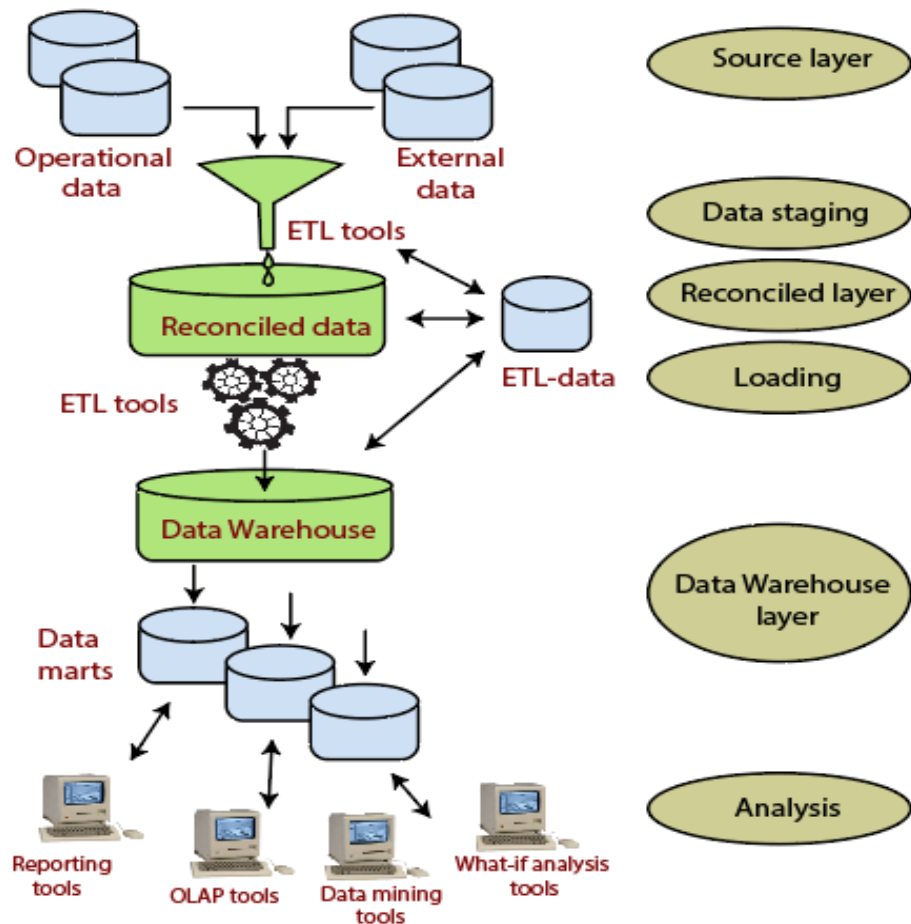 Source layer
Operational
data
External
data
Data staging
ETL tools
Reconciled layer
Reconciled data
ETL-data
Loading
ETL tools
Data Warehouse
Data Warehouse
layer
Data
marts
Analysis
Reporting
tools
OLAP tools
Data mining
tools
What-if analysis
tools